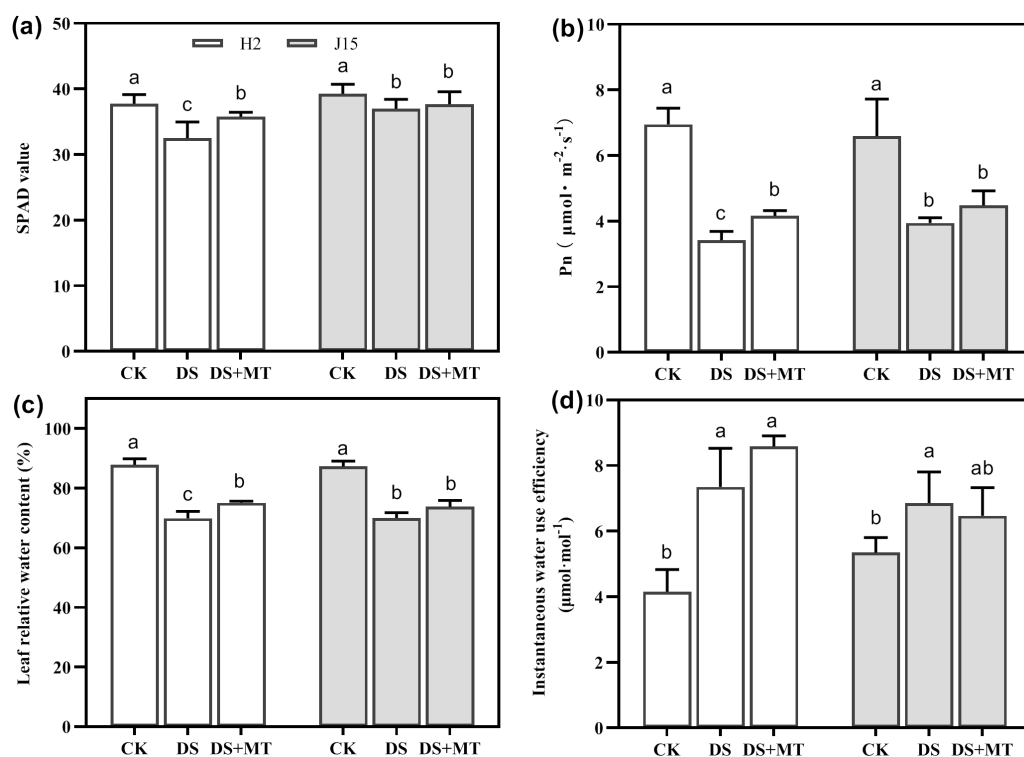 (a)
50
40
30
20
10
0
SPAD value
H2 J15
a c b a b b
CK DS DS+MT CK DS DS+MT
(b)
10
8
6
4
2
0
Pn ( μmol· m⁻²·s⁻¹)
a c b a b b
CK DS DS+MT CK DS DS+MT
(c)
100
80
60
40
20
0
Leaf relative water content (%)
a c b a b b
CK DS DS+MT CK DS DS+MT
(d)
10
8
6
4
2
0
Instantaneous water use efficiency
(μmol·mol⁻¹)
b a a b a ab
CK DS DS+MT CK DS DS+MT